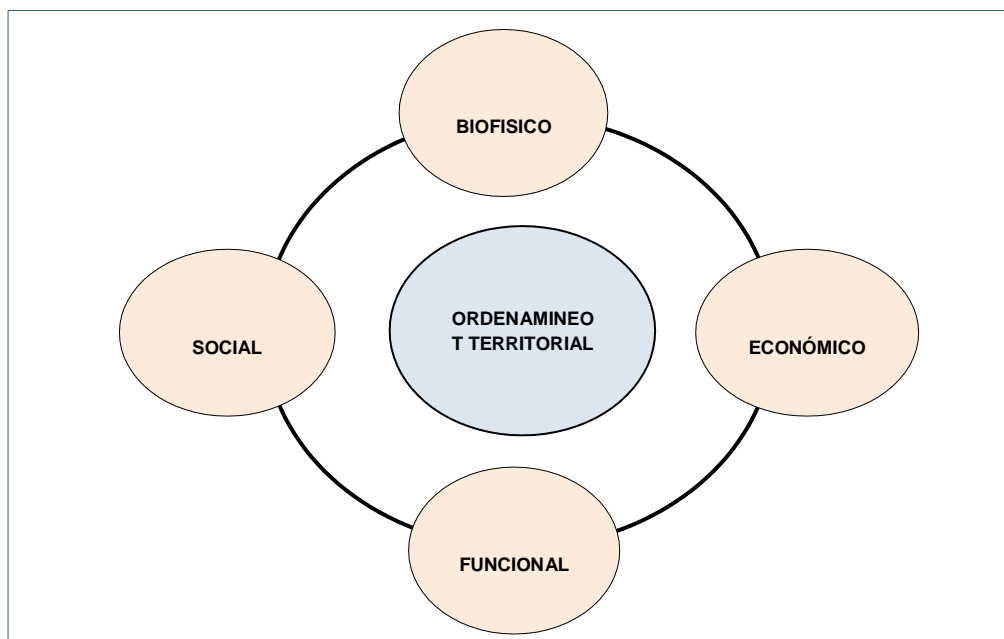 BIOFISICO
ORDENAMINEO
T TERRITORIAL
SOCIAL
ECONÓMICO
FUNCIONAL